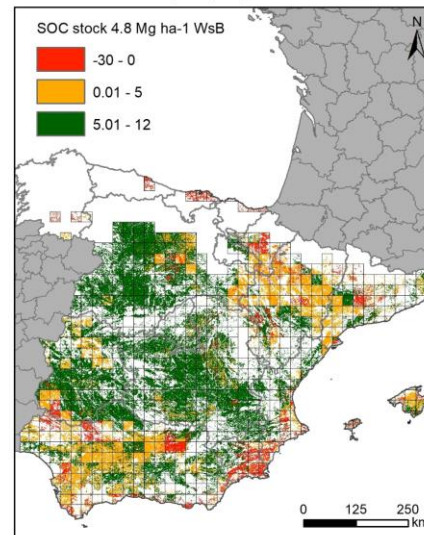 SOC stock 4.8 Mg ha-1 WsB
N
-30 - 0
0.01 - 5
5.01 - 12
0 125 250
km